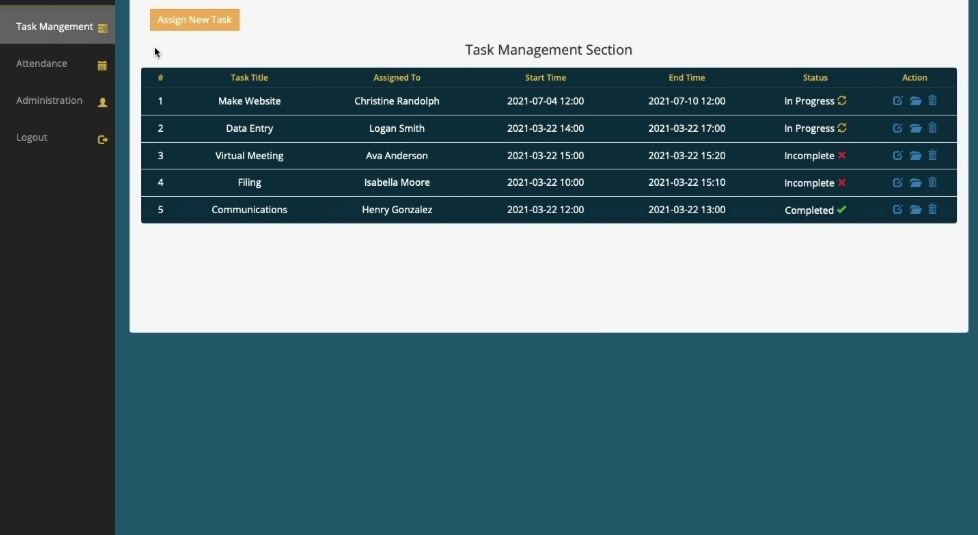 Task Mangement
Attendance
Administration
Logout
Assign New Task
Task Management Section
# Task Title Assigned To Start Time End Time Status Action
1 Make Website Christine Randolph 2021-07-04 12:00 2021-07-10 12:00 In Progress
2 Data Entry Logan Smith 2021-03-22 14:00 2021-03-22 17:00 In Progress
3 Virtual Meeting Ava Anderson 2021-03-22 15:00 2021-03-22 15:20 Incomplete
4 Filing Isabella Moore 2021-03-22 10:00 2021-03-22 15:10 Incomplete
5 Communications Henry Gonzalez 2021-03-22 12:00 2021-03-22 13:00 Completed